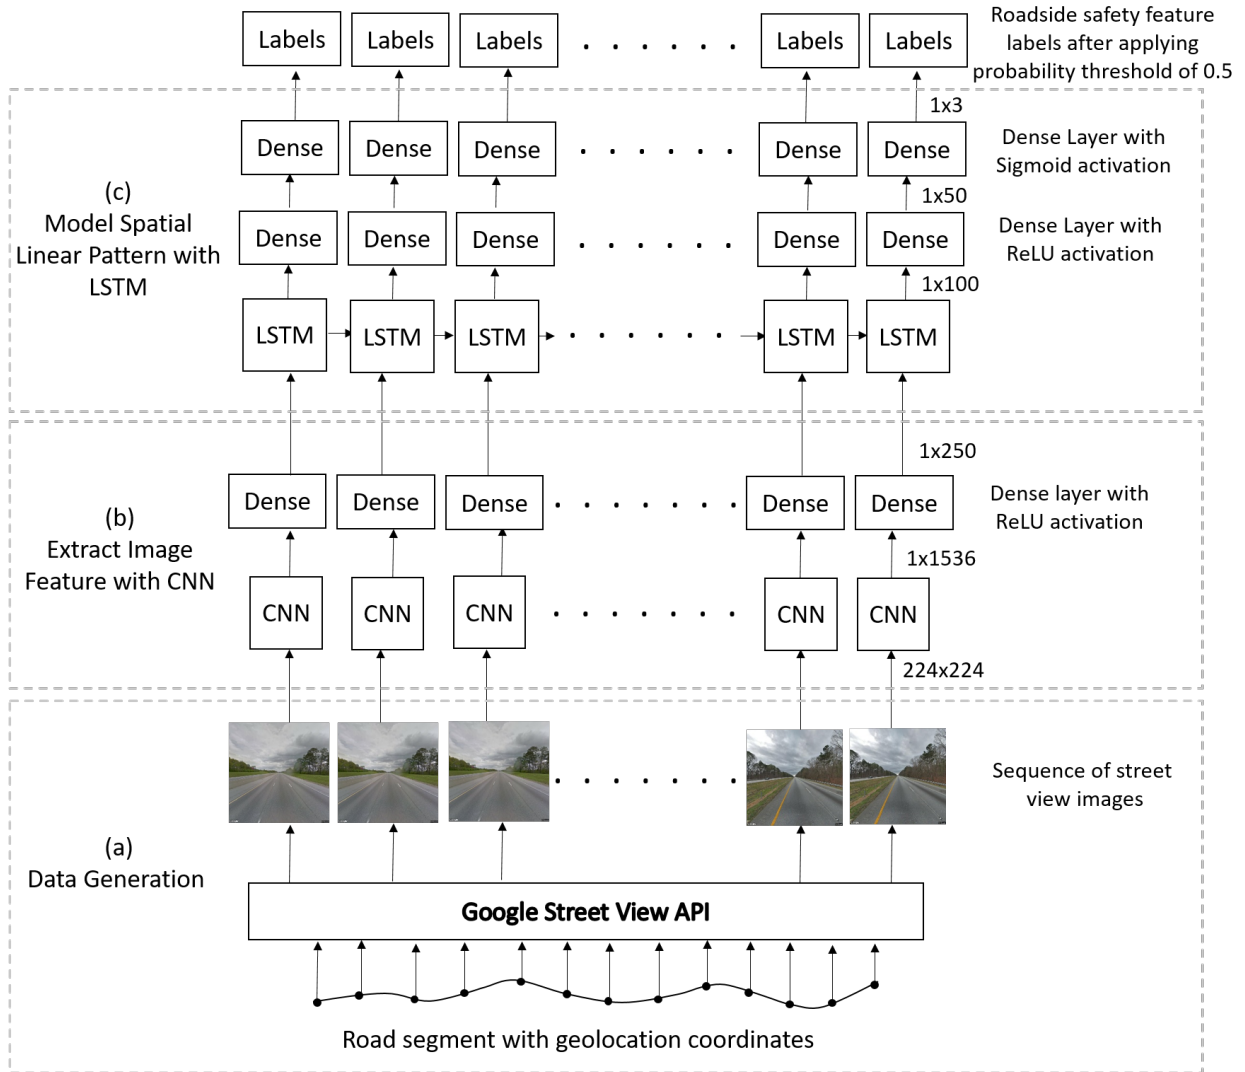 Roadside safety feature
labels after applying
probability threshold of 0.5
Labels Labels Labels . . . . . . Labels Labels
1x3
Dense Dense Dense . . . . . . Dense Dense
Dense Layer with
Sigmoid activation
(c)
Model Spatial
Linear Pattern with
LSTM
1x50
Dense Dense Dense . . . . . . Dense Dense
Dense Layer with
ReLU activation
1x100
LSTM LSTM LSTM . . . . . . LSTM LSTM
1x250
Dense Dense Dense . . . . . . Dense Dense
Dense layer with
ReLU activation
(b)
Extract Image
Feature with CNN
1x1536
CNN CNN CNN . . . . . . CNN CNN
224x224
Sequence of street
view images
(a)
Data Generation
Google Street View API
Road segment with geolocation coordinates